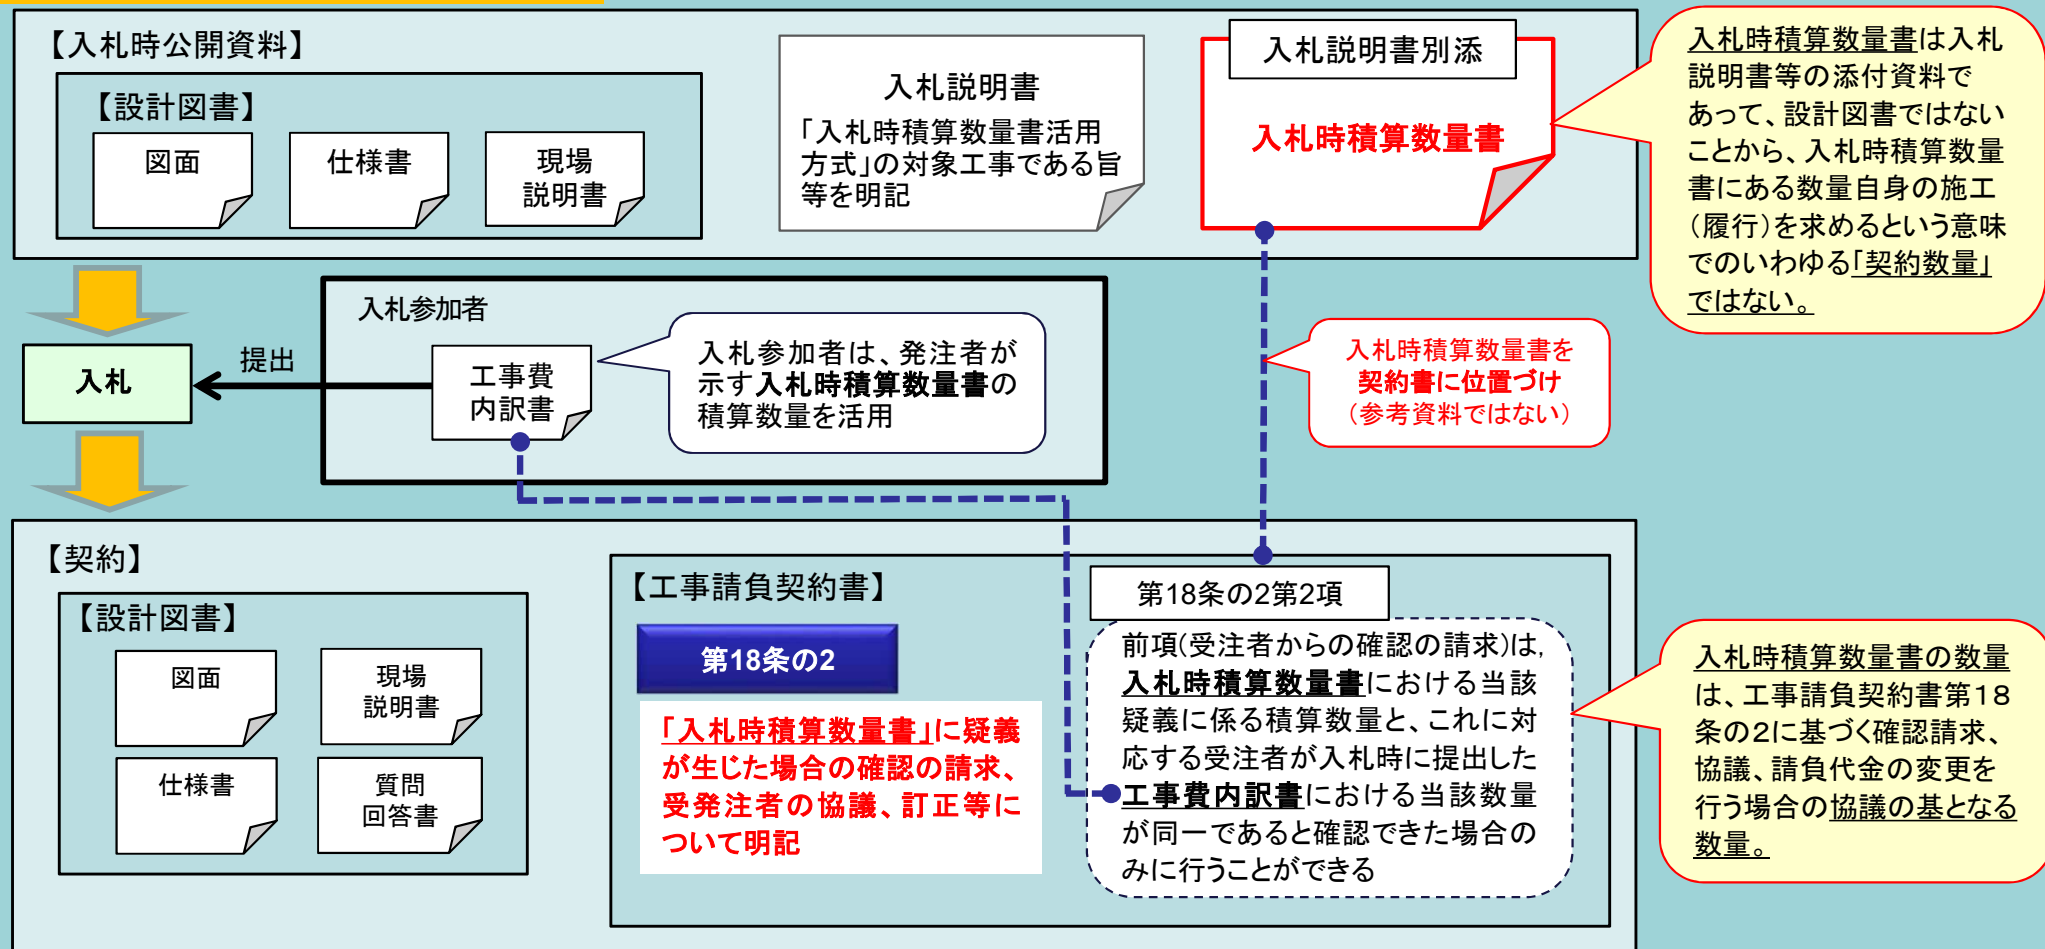 【入札時公開資料】
【設計図書】
図面
仕様書
現場
説明書
入札説明書
「入札時積算数量書活用
方式」の対象工事である旨
等を明記
入札説明書別添
入札時積算数量書
入札時積算数量書は入札
説明書等の添付資料で
あって、設計図書ではない
ことから、入札時積算数量
書にある数量自身の施工
（履行）を求めるという意味
でのいわゆる「契約数量」
ではない。
入札参加者
提出
入札
工事費
内訳書
入札参加者は、発注者が
示す入札時積算数量書の
積算数量を活用
入札時積算数量書を
契約書に位置づけ
（参考資料ではない）
【契約】
【設計図書】
図面
現場
説明書
仕様書
質問
回答書
【工事請負契約書】
第18条の2
「入札時積算数量書」に疑義
が生じた場合の確認の請求、
受発注者の協議、訂正等に
ついて明記
第18条の2第2項
前項(受注者からの確認の請求)は,
入札時積算数量書における当該
疑義に係る積算数量と、これに対
応する受注者が入札時に提出した
工事費内訳書における当該数量
が同一であると確認できた場合の
みに行うことができる
入札時積算数量書の数量
は、工事請負契約書第１８
条の２に基づく確認請求、
協議、請負代金の変更を
行う場合の協議の基となる
数量。